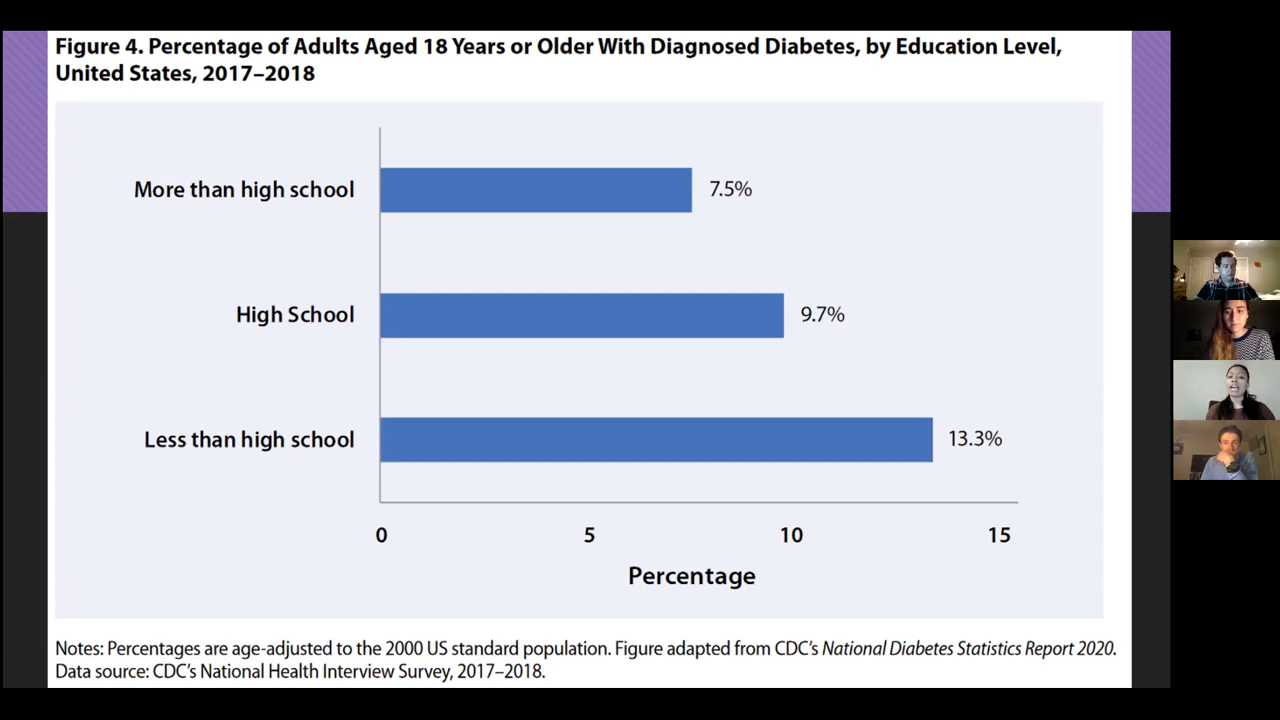 Figure 4. Percentage of Adults Aged 18 Years or Older With Diagnosed Diabetes, by Education Level,
United States, 2017–2018
More than high school
7.5%
High School
9.7%
Less than high school
13.3%
0 5 10 15
Percentage
Notes: Percentages are age-adjusted to the 2000 US standard population. Figure adapted from CDC’s National Diabetes Statistics Report 2020.
Data source: CDC’s National Health Interview Survey, 2017–2018.